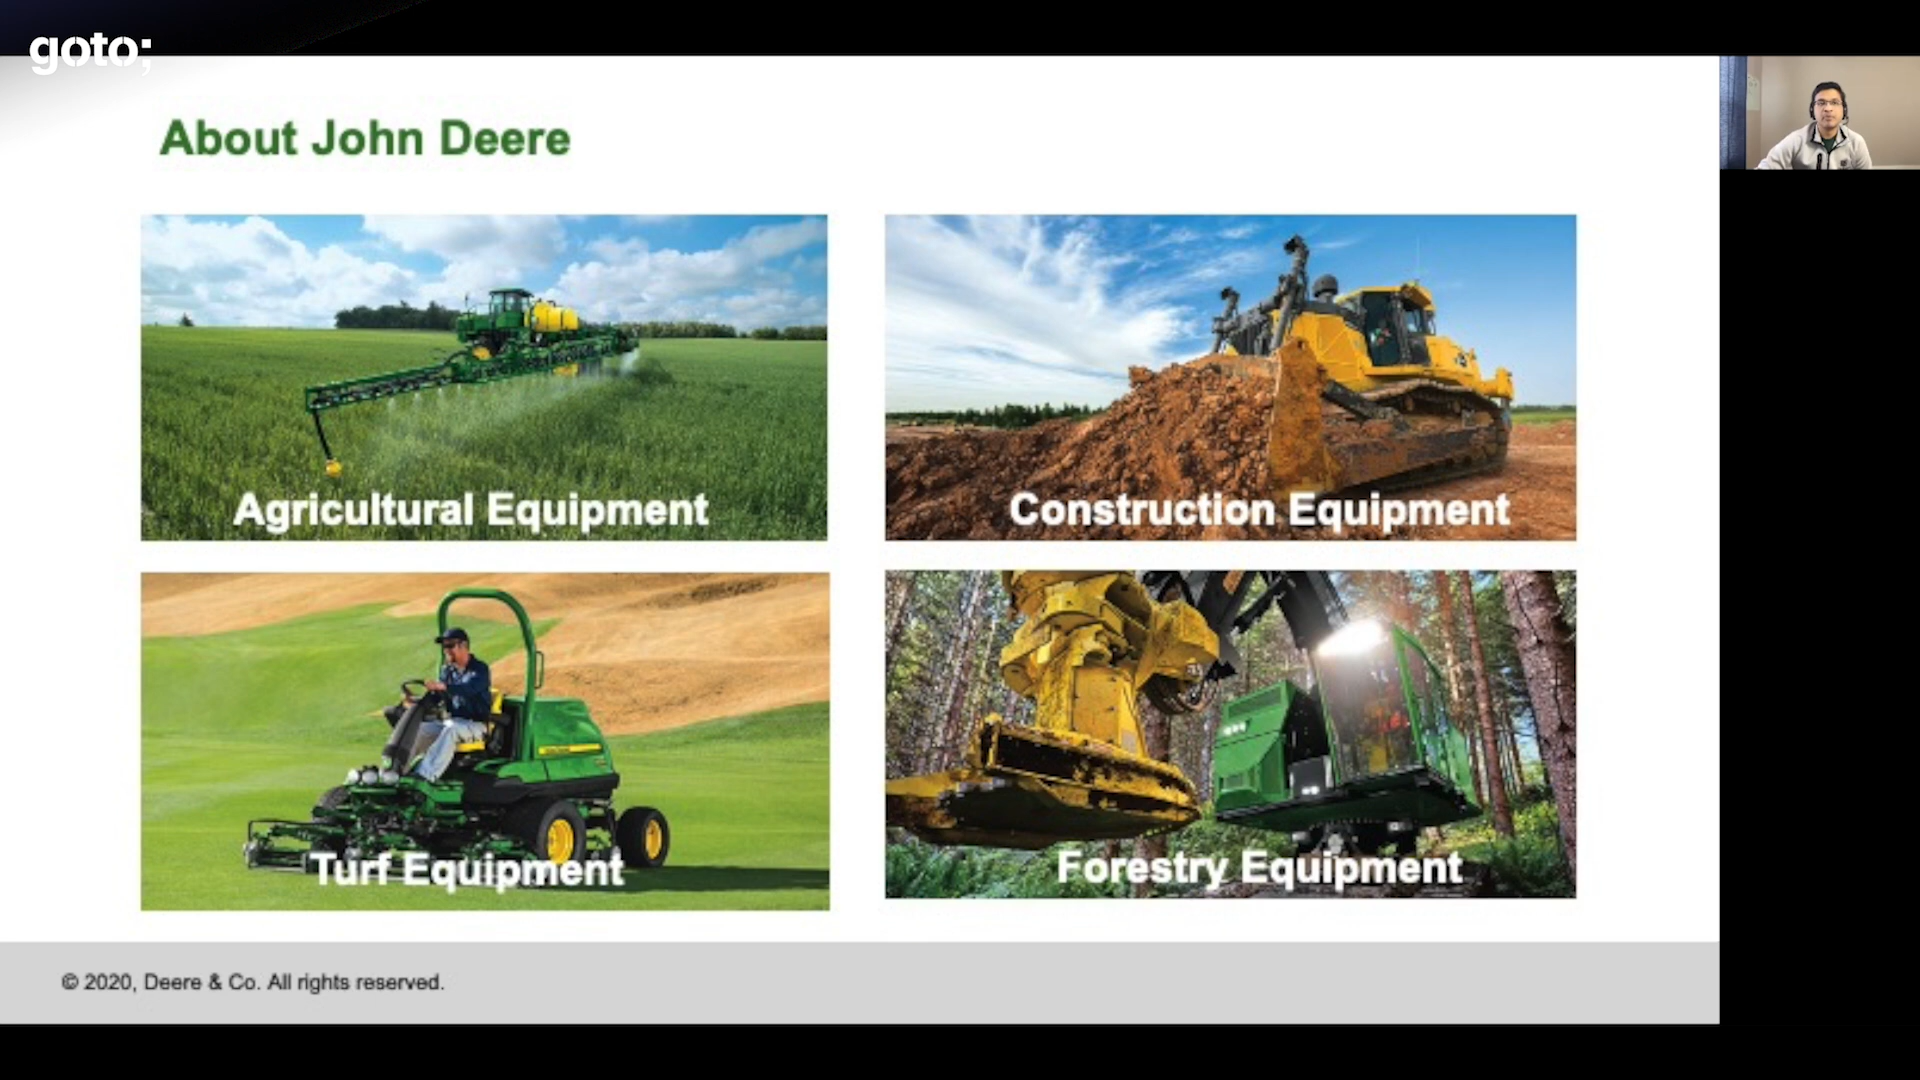 goto;
About John Deere
Agricultural Equipment
Construction Equipment
Turf Equipment
Forestry Equipment
© 2020, Deere & Co. All rights reserved.